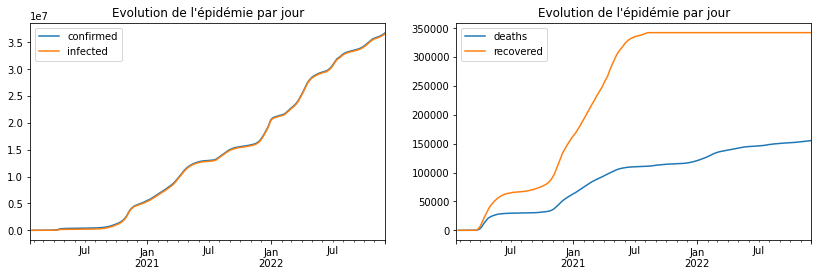 Evolution de l'épidémie par jour
1e7
confirmed
infected
3.5
3.0
2.5
2.0
1.5
1.0
0.5
0.0
Jul
Jan
2021
Jul
Jan
2022
Jul
Evolution de l'épidémie par jour
deaths
recovered
350000
300000
250000
200000
150000
100000
50000
0
Jul
Jan
2021
Jul
Jan
2022
Jul